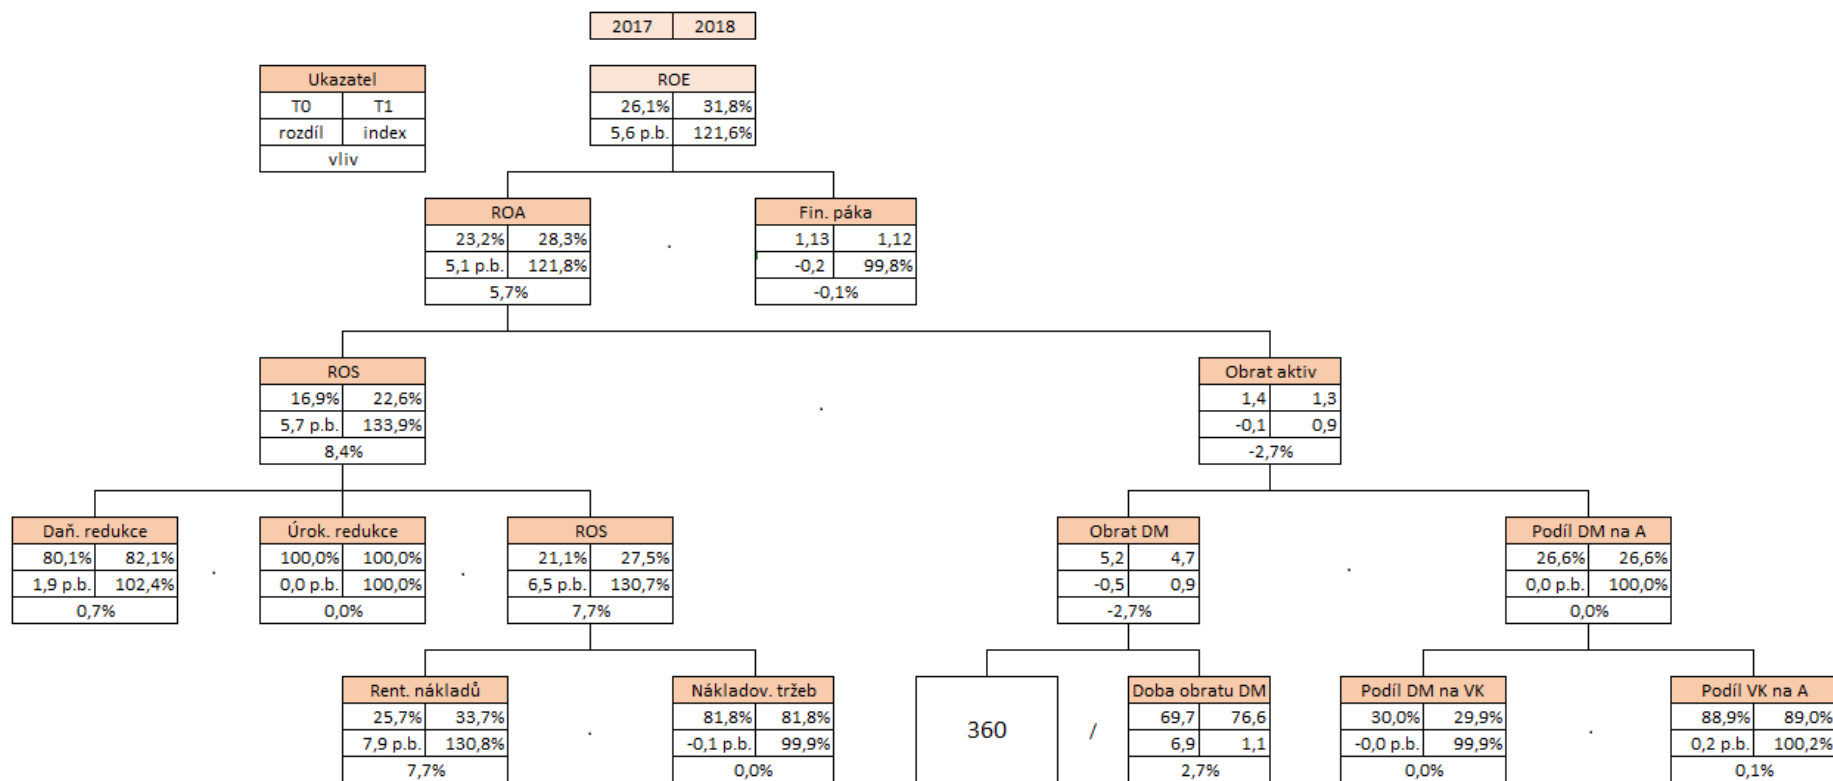 2017 2018
Ukazatel
T0 T1
rozdíl index
vliv
ROE
26,1% 31,8%
5,6 p.b. 121,6%
ROA
23,2% 28,3%
5,1 p.b. 121,8%
5,7%
.
Fin. páka
1,13 1,12
-0,2 99,8%
-0,1%
ROS
16,9% 22,6%
5,7 p.b. 133,9%
8,4%
.
Obrat aktiv
1,4 1,3
-0,1 0,9
-2,7%
Daň. redukce
80,1% 82,1%
1,9 p.b. 102,4%
0,7%
.
Úrok. redukce
100,0% 100,0%
0,0 p.b. 100,0%
0,0%
.
ROS
21,1% 27,5%
6,5 p.b. 130,7%
7,7%
Obrat DM
5,2 4,7
-0,5 0,9
-2,7%
.
Podíl DM na A
26,6% 26,6%
0,0 p.b. 100,0%
0,0%
Rent. nákladů
25,7% 33,7%
7,9 p.b. 130,8%
7,7%
.
Nákladov. tržeb
81,8% 81,8%
-0,1 p.b. 99,9%
0,0%
360
/
Doba obratu DM
69,7 76,6
6,9 1,1
2,7%
Podíl DM na VK
30,0% 29,9%
-0,0 p.b. 99,9%
0,0%
.
Podíl VK na A
88,9% 89,0%
0,2 p.b. 100,2%
0,1%